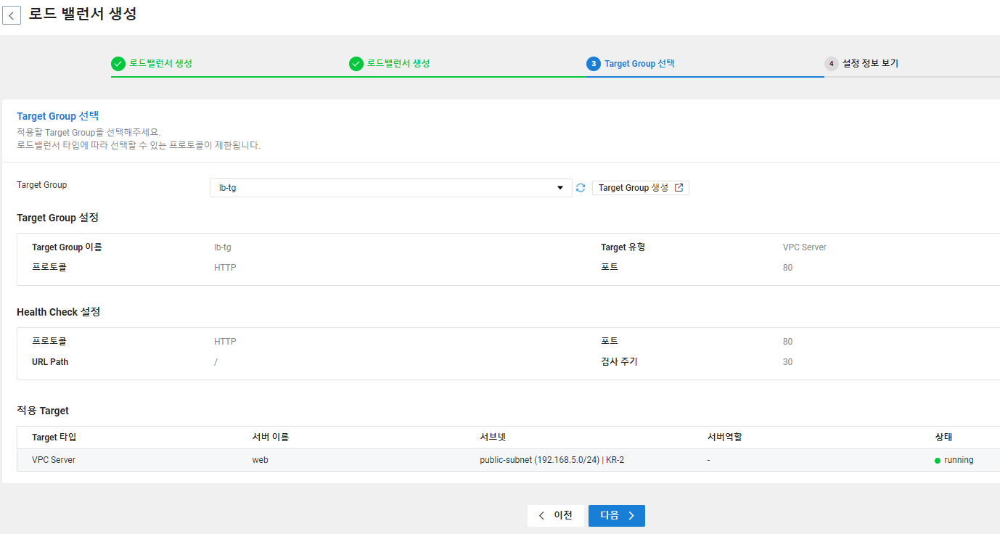 로드 밸런서 생성
로드밸런서 생성 로드밸런서 생성 3 Target Group 선택 4 설정 정보 보기
Target Group 선택
적용할 Target Group을 선택해주세요.
로드밸런서 타입에 따라 선택할 수 있는 프로토콜이 제한됩니다.
Target Group lb-tg Target Group 생성
Target Group 설정
Target Group 이름 lb-tg Target 유형 VPC Server
프로토콜 HTTP 포트 80
Health Check 설정
프로토콜 HTTP 포트 80
URL Path / 검사 주기 30
적용 Target
Target 타입 서버 이름 서브넷 서버역할 상태
VPC Server web public-subnet (192.168.5.0/24) | KR-2 - running
이전 다음